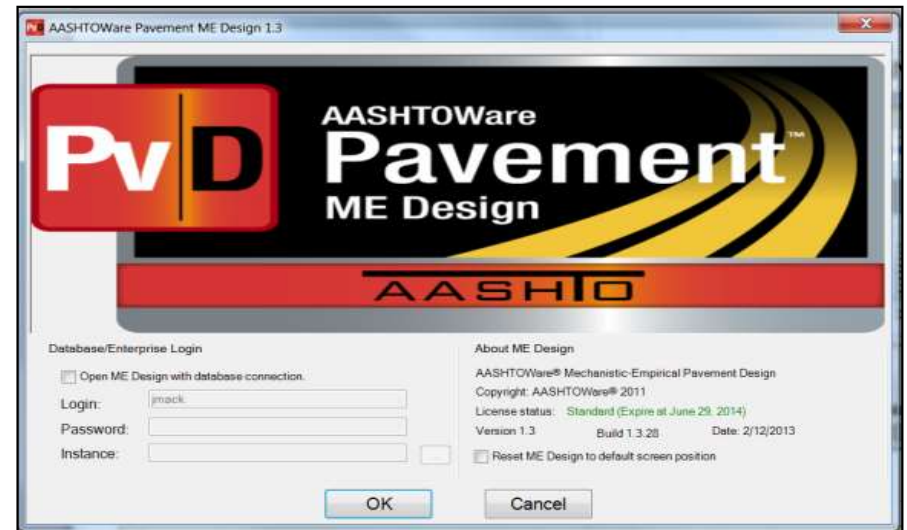 AASHTOWare Pavement ME Design 1.3
PvD
AASHTOWare
Pavement™
ME Design
AASHTO
Database/Enterprise Login
Open ME Design with database connection.
Login: jmack
Password:
Instance:
...
About ME Design
AASHTOWare® Mechanistic-Empirical Pavement Design
Copyright: AASHTOWare® 2011
License status: Standard (Expire at June 29, 2014)
Version 1.3 Build 1.3.28 Date: 2/12/2013
Reset ME Design to default screen position
OK Cancel